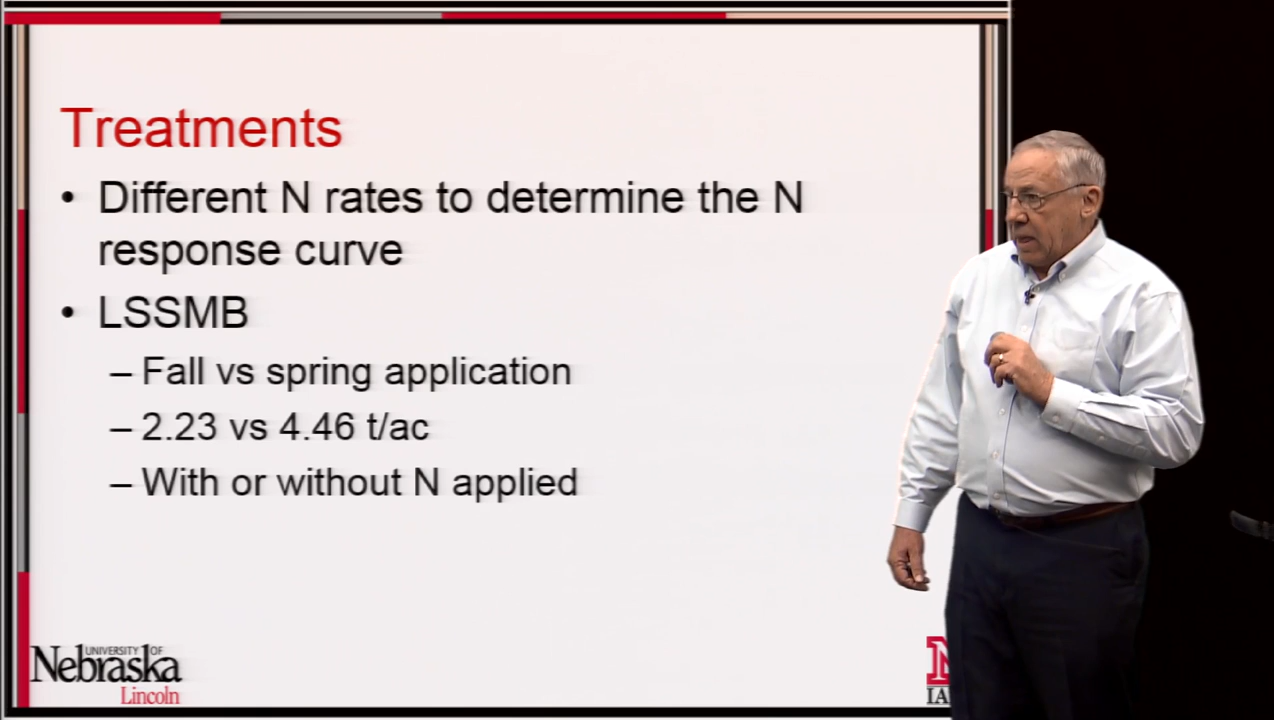 Treatments
• Different N rates to determine the N
response curve
• LSSMB
– Fall vs spring application
– 2.23 vs 4.46 t/ac
– With or without N applied
UNIVERSITY OF
Nebraska
Lincoln
N
IA